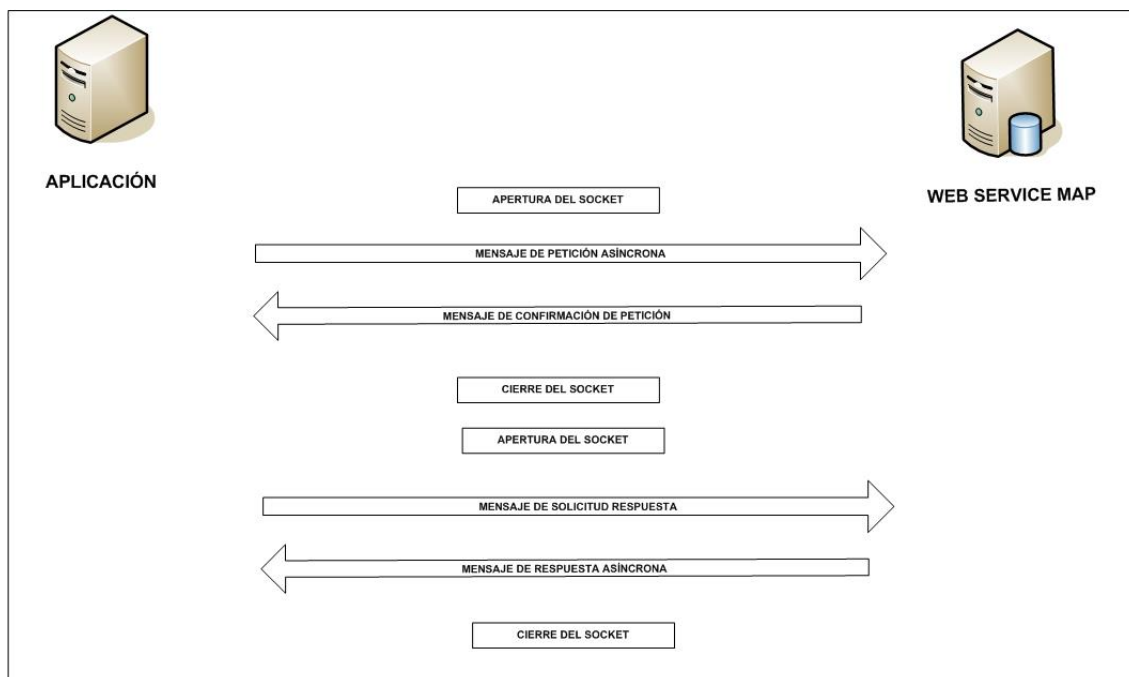 APLICACIÓN
WEB SERVICE MAP
APERTURA DEL SOCKET
MENSAJE DE PETICIÓN ASÍNCRONA
MENSAJE DE CONFIRMACIÓN DE PETICIÓN
CIERRE DEL SOCKET
APERTURA DEL SOCKET
MENSAJE DE SOLICITUD RESPUESTA
MENSAJE DE RESPUESTA ASÍNCRONA
CIERRE DEL SOCKET